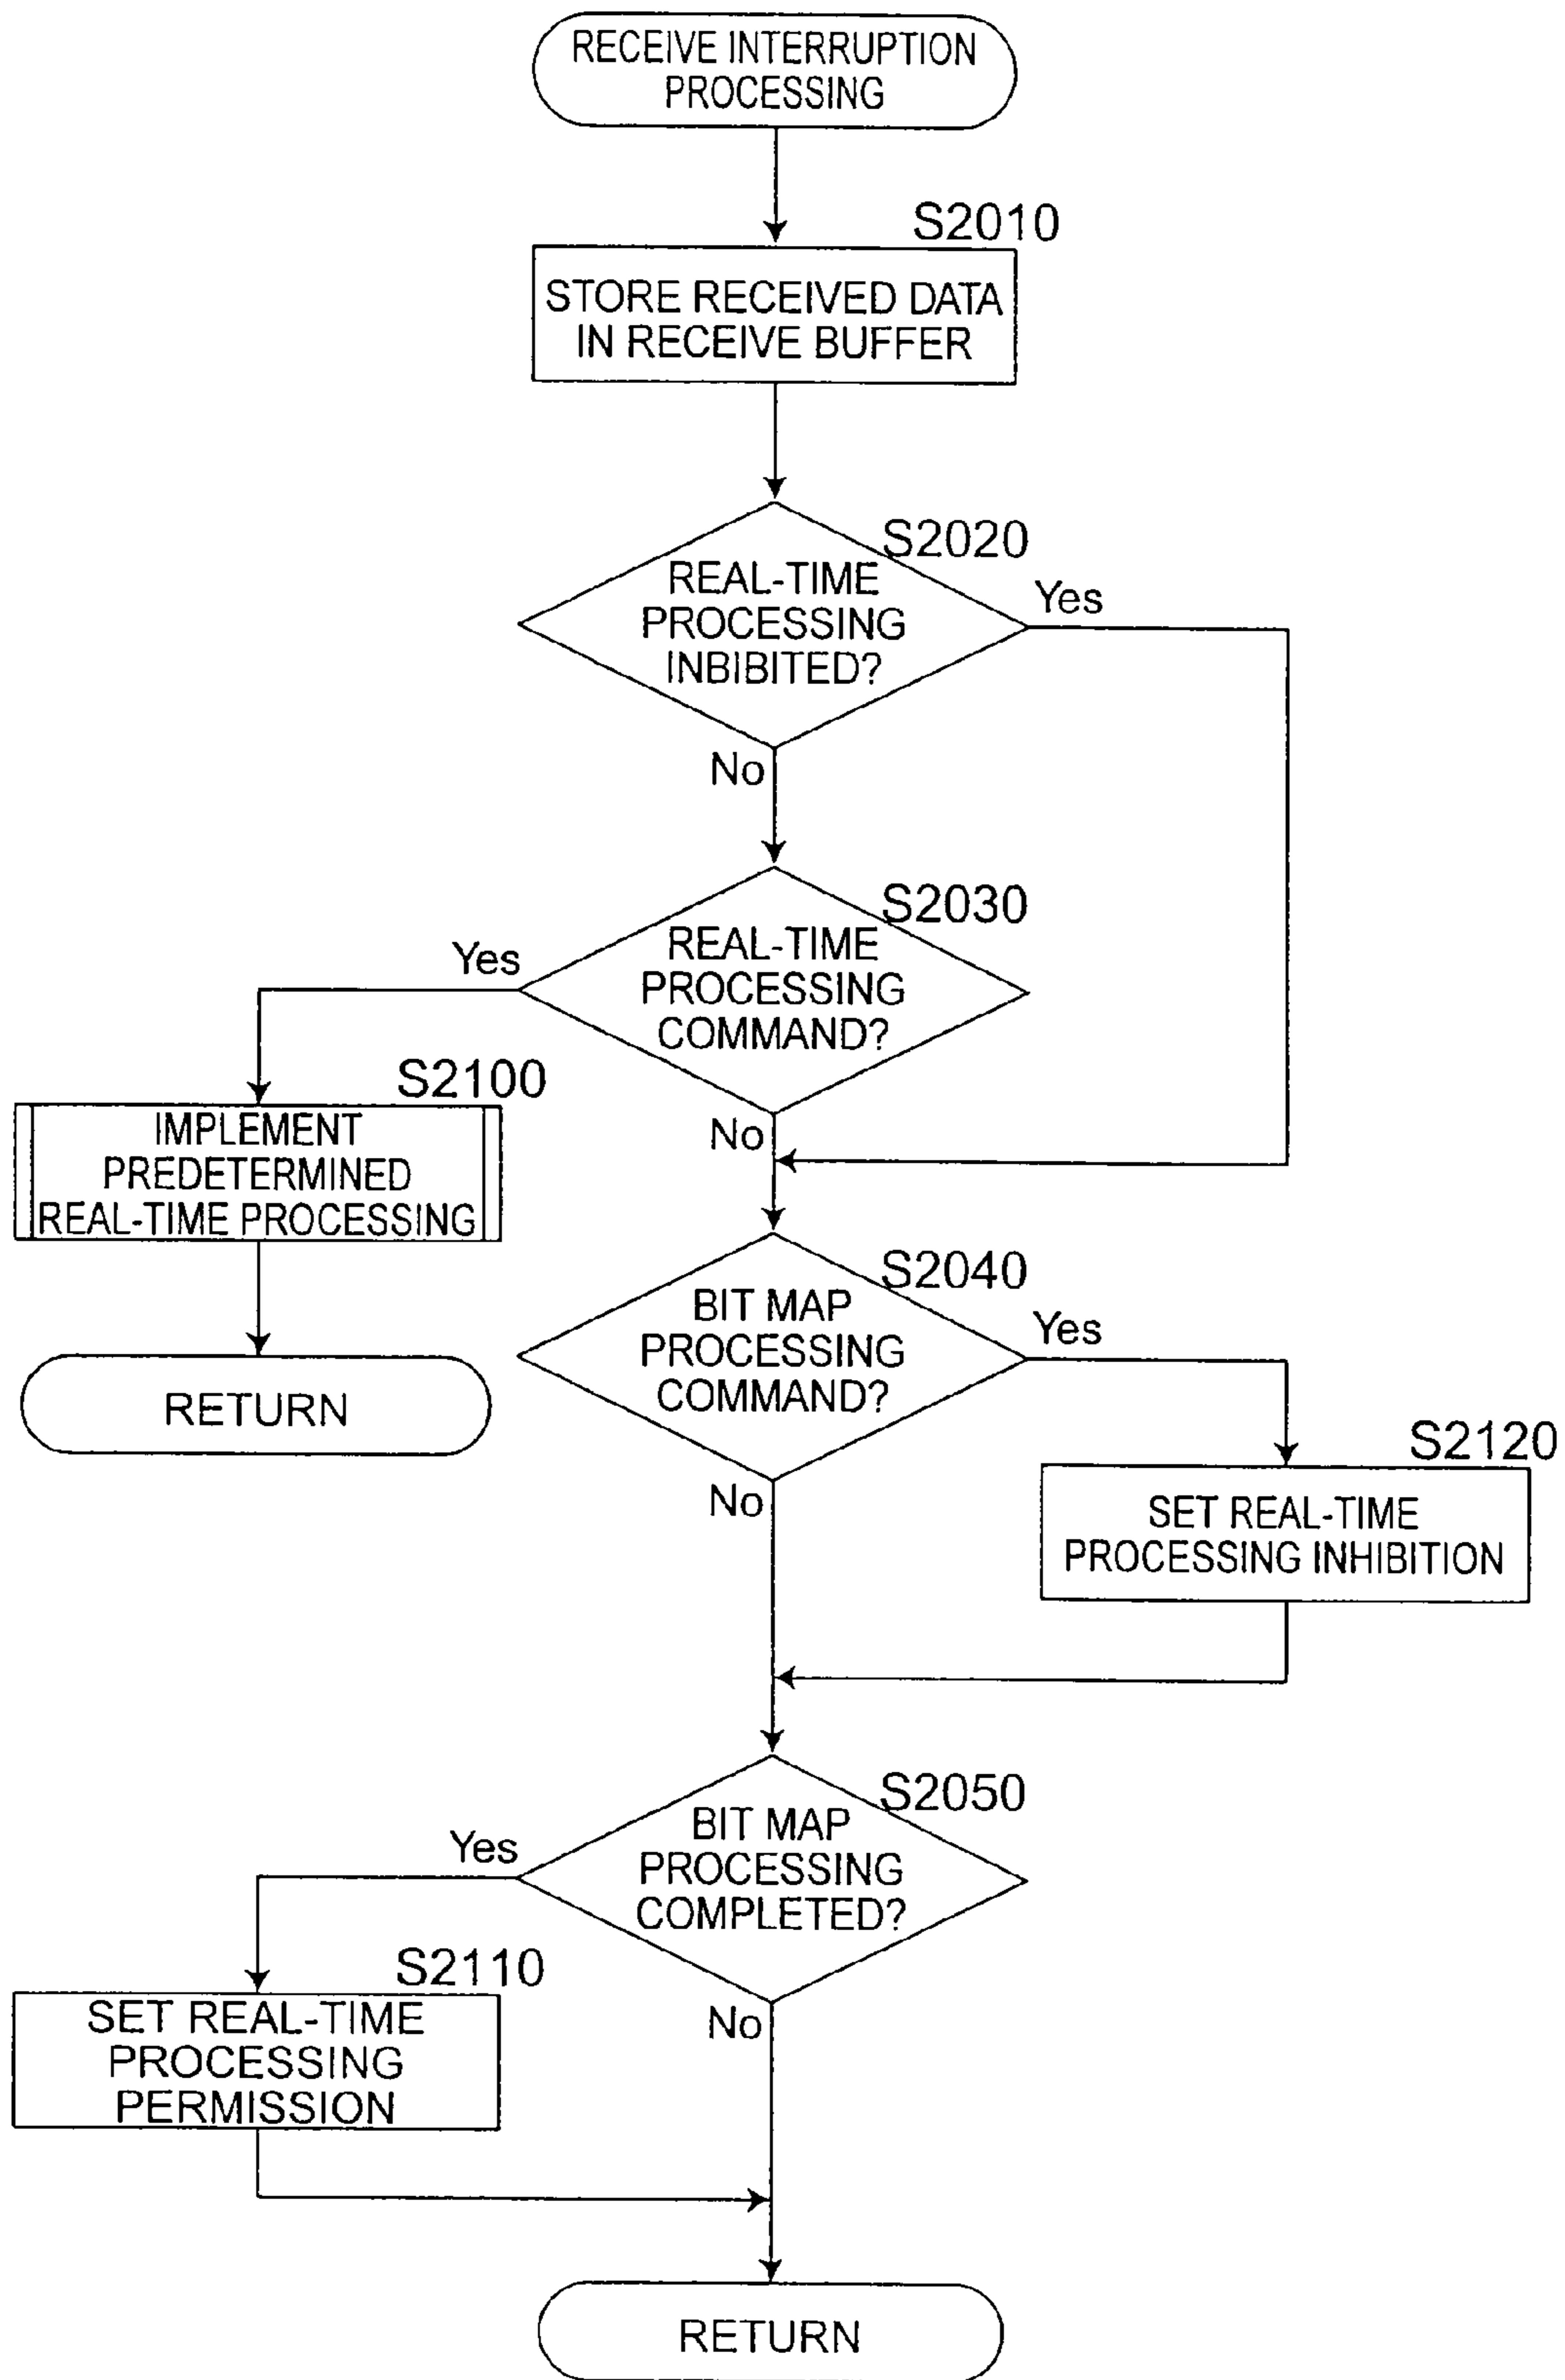 RECEIVE INTERRUPTION
PROCESSING
S2010
STORE RECEIVED DATA
IN RECEIVE BUFFER
S2020
REAL-TIME
PROCESSING
INBIBITED?
Yes
No
S2030
REAL-TIME
PROCESSING
COMMAND?
Yes
No
S2100
IMPLEMENT
PREDETERMINED
REAL-TIME PROCESSING
RETURN
S2040
BIT MAP
PROCESSING
COMMAND?
Yes
No
S2120
SET REAL-TIME
PROCESSING INHIBITION
S2050
BIT MAP
PROCESSING
COMPLETED?
Yes
No
S2110
SET REAL-TIME
PROCESSING
PERMISSION
RETURN